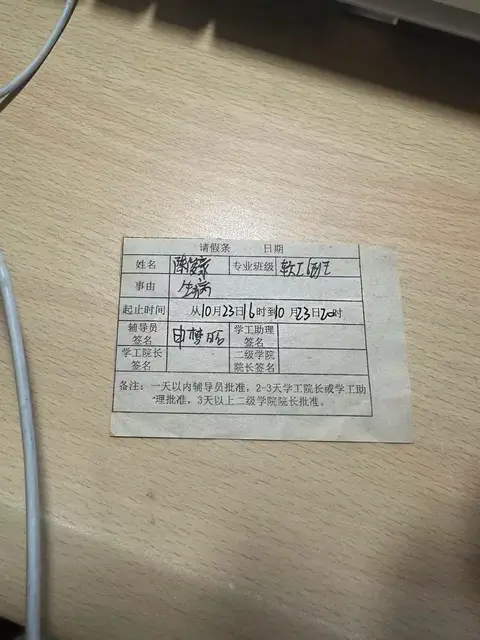 请假条 日期
姓名 陈 专业班级 软工
事由 生病
起止时间 从10月23日16时到10月23日20时
辅导员签名 申梦 学工助理签名
学工院长签名 二级学院院长签名
备注：一天以内辅导员批准，2-3天学工院长或学工助
理批准，3天以上二级学院院长批准。